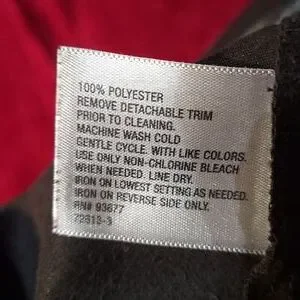 100% POLYESTER
REMOVE DETACHABLE TRIM
PRIOR TO CLEANING.
MACHINE WASH COLD
GENTLE CYCLE. WITH LIKE COLORS.
USE ONLY NON-CHLORINE BLEACH
WHEN NEEDED. LINE DRY.
IRON ON LOWEST SETTING AS NEEDED.
IRON ON REVERSE SIDE ONLY.
RN# 93677
72313-3